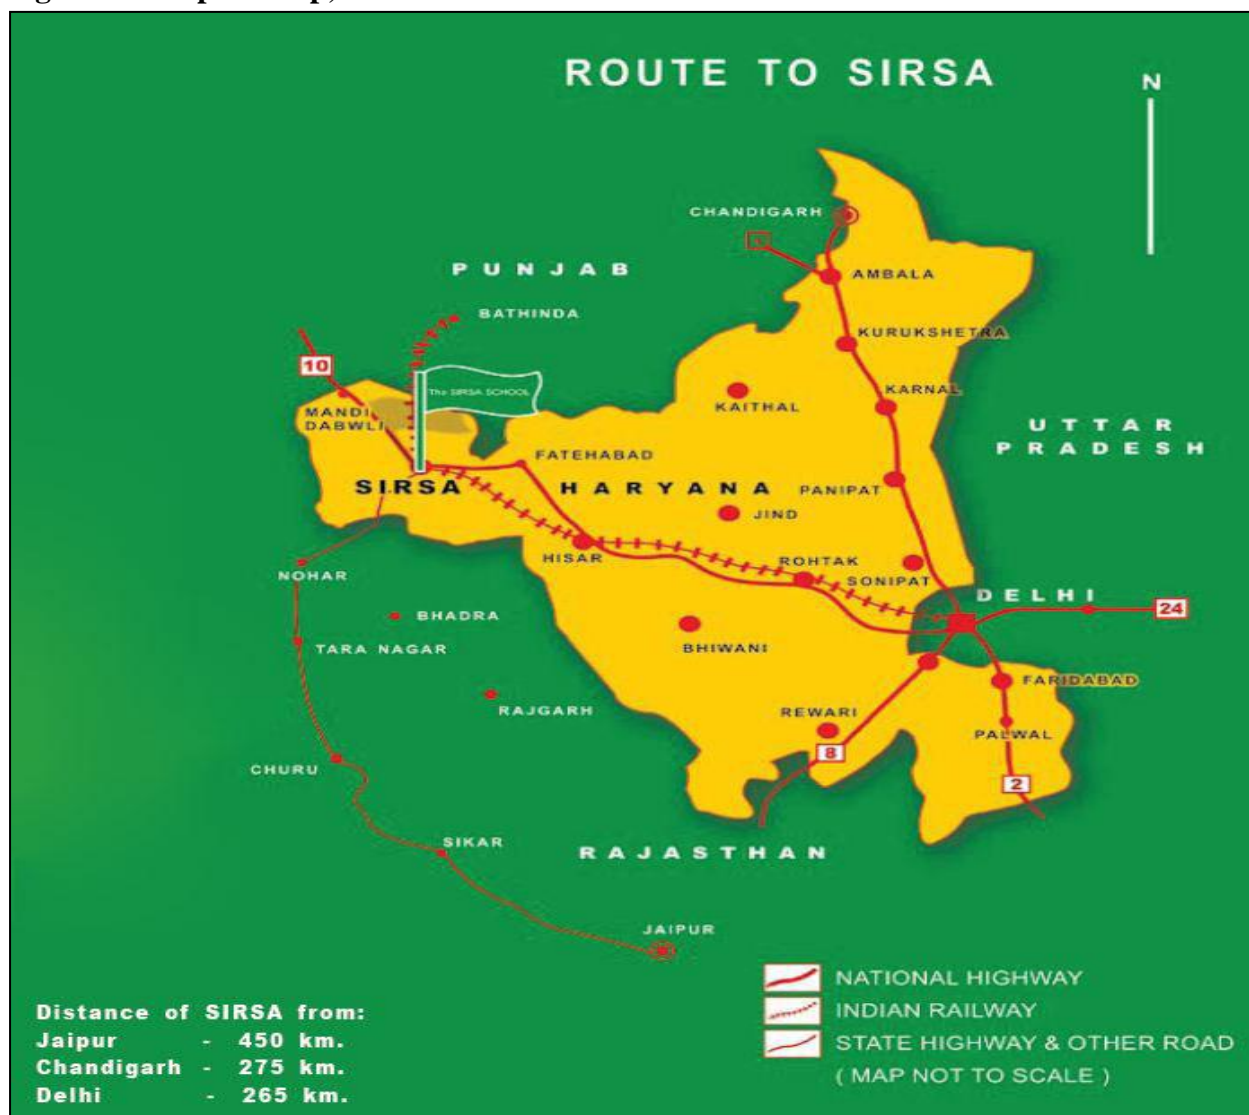 ROUTE TO SIRSA
N
CHANDIGARH
AMBALA
PUNJAB
BATHINDA
KURUKSHETRA
10
The SIRSA SCHOOL
KAITHAL
KARNAL
MANDI
DABWLI
UTTAR
PRADESH
FATEHABAD
SIRSA
HARYANA
PANIPAT
JIND
HISAR
ROHTAK
SONIPAT
NOHAR
DELHI
24
BHADRA
TARA NAGAR
BHIWANI
FARIDABAD
RAJGARH
REWARI
PALWAL
8
CHURU
2
SIKAR
RAJASTHAN
JAIPUR
NATIONAL HIGHWAY
INDIAN RAILWAY
STATE HIGHWAY & OTHER ROAD
( MAP NOT TO SCALE )
Distance of SIRSA from:
Jaipur - 450 km.
Chandigarh - 275 km.
Delhi - 265 km.